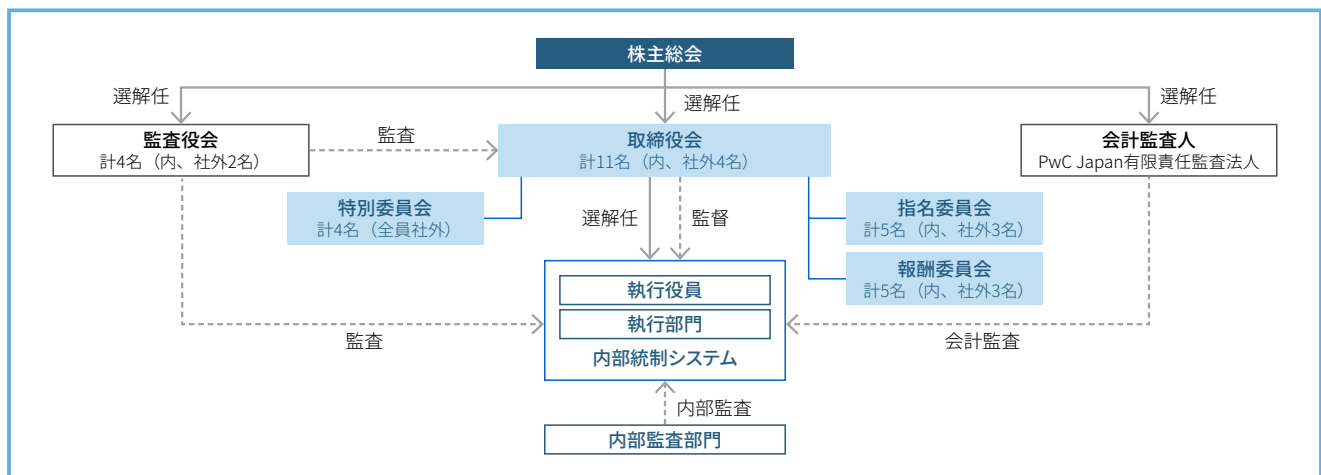 株主総会
選解任
選解任
選解任
監査役会
計4名（内、社外2名）
監査
取締役会
計11名（内、社外4名）
会計監査人
PwC Japan有限責任監査法人
特別委員会
計4名（全員社外）
選解任
監督
指名委員会
計5名（内、社外3名）
報酬委員会
計5名（内、社外3名）
執行役員
執行部門
内部統制システム
監査
会計監査
内部監査
内部監査部門